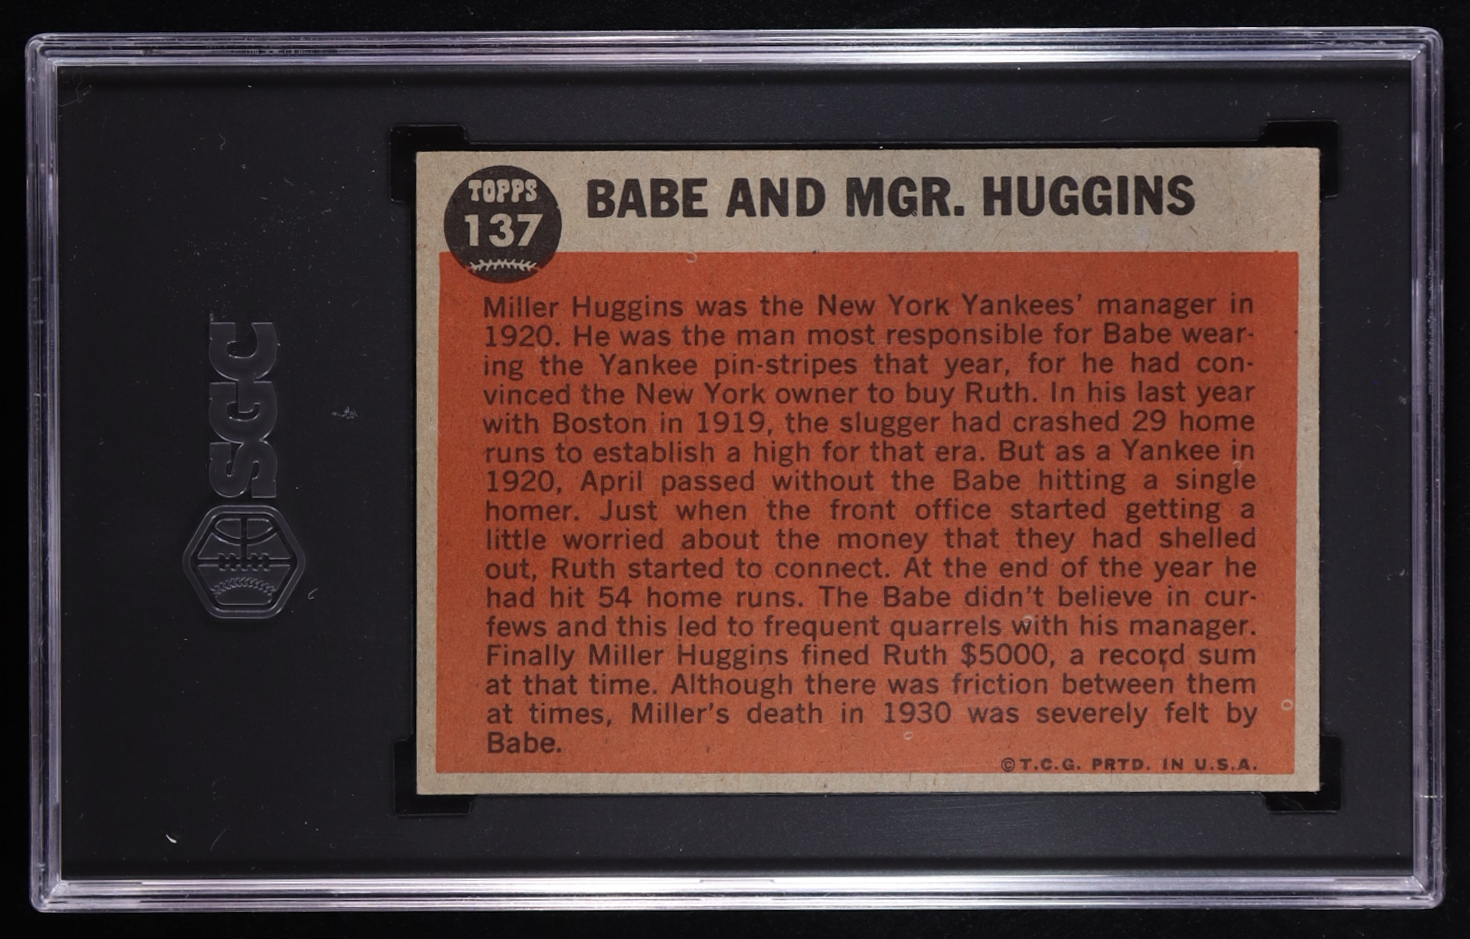 TOPPS
137
BABE AND MGR. HUGGINS
Miller Huggins was the New York Yankees' manager in
1920. He was the man most responsible for Babe wear-
ing the Yankee pin-stripes that year, for he had con-
vinced the New York owner to buy Ruth. In his last year
with Boston in 1919, the slugger had crashed 29 home
runs to establish a high for that era. But as a Yankee in
1920, April passed without the Babe hitting a single
homer. Just when the front office started getting a
little worried about the money that they had shelled
out, Ruth started to connect. At the end of the year he
had hit 54 home runs. The Babe didn't believe in cur-
fews and this led to frequent quarrels with his manager.
Finally Miller Huggins fined Ruth $5000, a record sum
at that time. Although there was friction between them
at times, Miller's death in 1930 was severely felt by
Babe.
©T.C.G. PRTD. IN U.S.A.
SGC